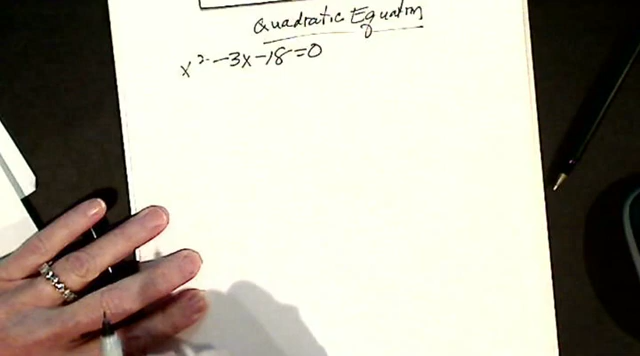 Quadratic Equation
x² - 3x - 18 = 0